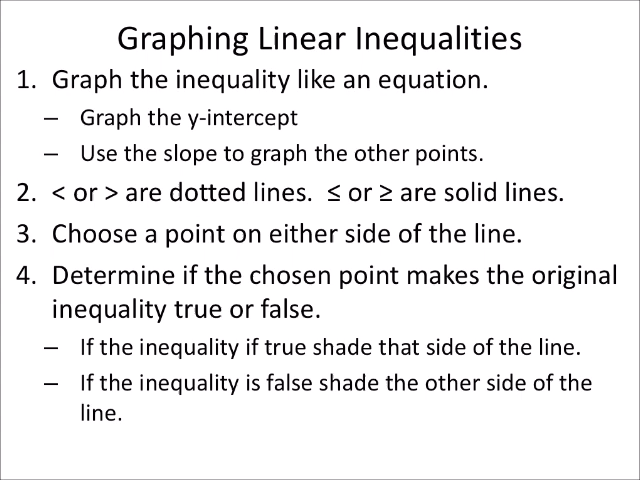 Graphing Linear Inequalities
1. Graph the inequality like an equation.
– Graph the y-intercept
– Use the slope to graph the other points.
2. < or > are dotted lines. ≤ or ≥ are solid lines.
3. Choose a point on either side of the line.
4. Determine if the chosen point makes the original
inequality true or false.
– If the inequality if true shade that side of the line.
– If the inequality is false shade the other side of the
line.